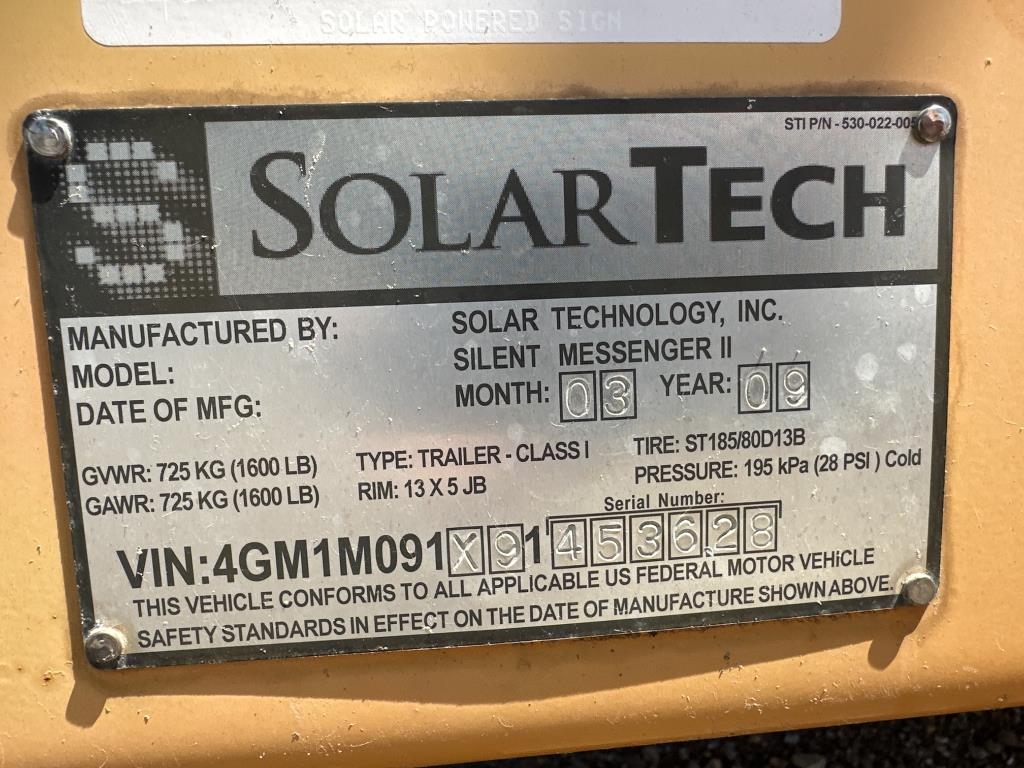 SOLAR POWERED SIGN
STI P/N - 530-022-005
SOLARTECH
MANUFACTURED BY: SOLAR TECHNOLOGY, INC.
MODEL: SILENT MESSENGER II
DATE OF MFG: MONTH: 03 YEAR: 09
GVWR: 725 KG (1600 LB) TYPE: TRAILER - CLASS I TIRE: ST185/80D13B
GAWR: 725 KG (1600 LB) RIM: 13 X 5 JB PRESSURE: 195 kPa (28 PSI ) Cold
Serial Number:
VIN:4GM1M091X91453628
THIS VEHICLE CONFORMS TO ALL APPLICABLE US FEDERAL MOTOR VEHiCLE
SAFETY STANDARDS IN EFFECT ON THE DATE OF MANUFACTURE SHOWN ABOVE.